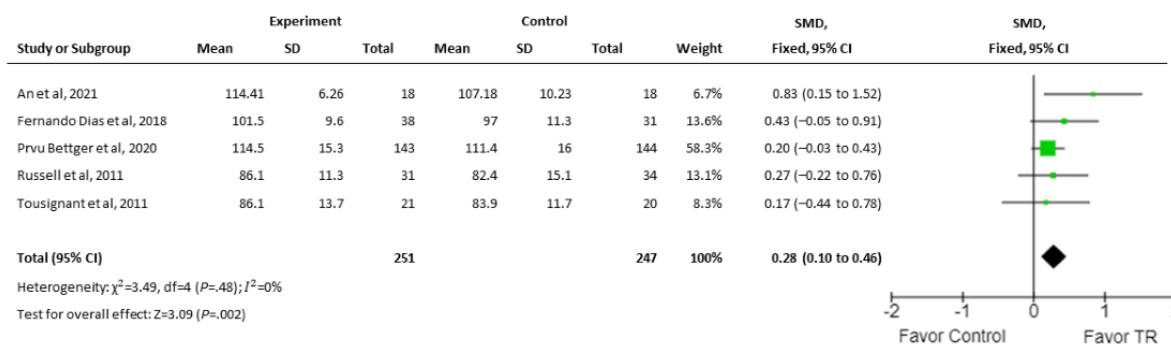 Experiment Control SMD, SMD,
Study or Subgroup Mean SD Total Mean SD Total Weight Fixed, 95% CI Fixed, 95% CI
An et al, 2021 114.41 6.26 18 107.18 10.23 18 6.7% 0.83 (0.15 to 1.52)
Fernando Dias et al, 2018 101.5 9.6 38 97 11.3 31 13.6% 0.43 (−0.05 to 0.91)
Prvu Bettger et al, 2020 114.5 15.3 143 111.4 16 144 58.3% 0.20 (−0.03 to 0.43)
Russell et al, 2011 86.1 11.3 31 82.4 15.1 34 13.1% 0.27 (−0.22 to 0.76)
Tousignant et al, 2011 86.1 13.7 21 83.9 11.7 20 8.3% 0.17 (−0.44 to 0.78)
Total (95% CI) 251 247 100% 0.28 (0.10 to 0.46)
Heterogeneity: χ²=3.49, df=4 (P=.48); I²=0%
Test for overall effect: Z=3.09 (P=.002)
-2 -1 0 1
Favor Control Favor TR